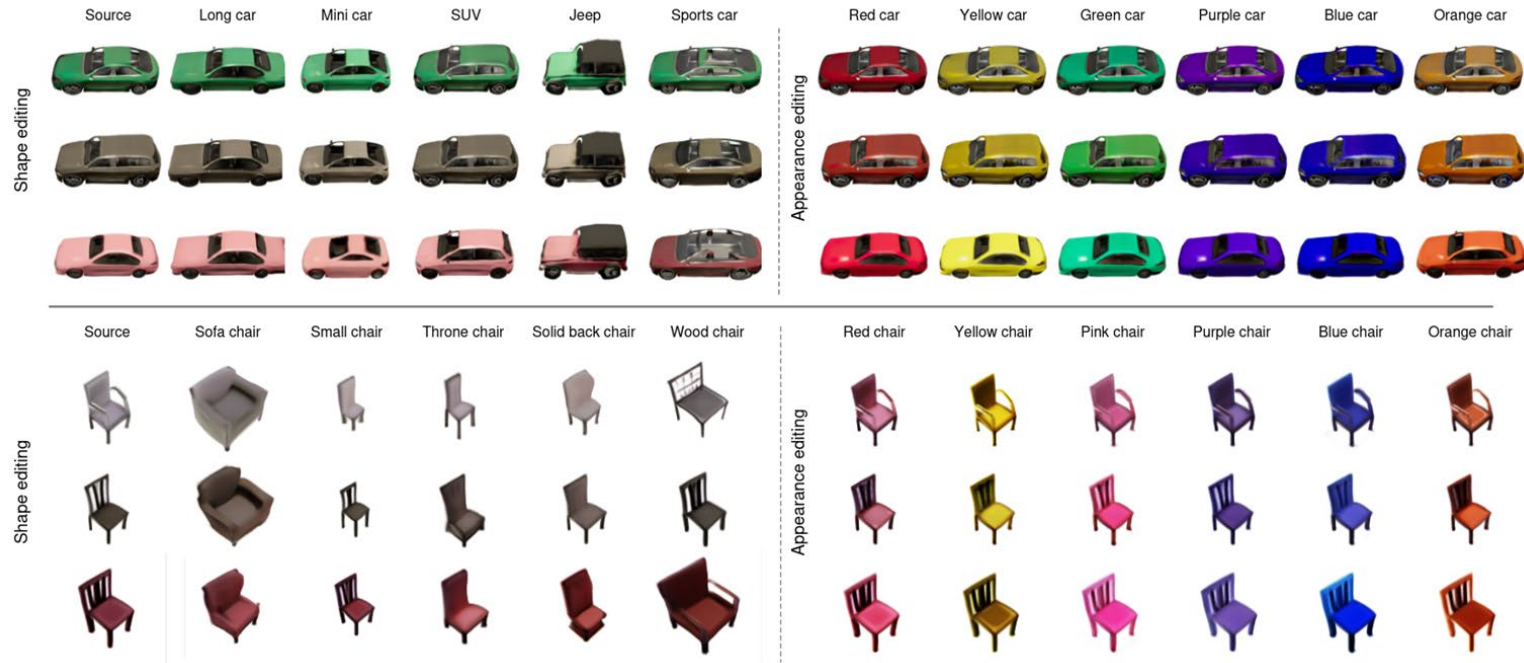 Source Long car Mini car SUV Jeep Sports car
Shape editing
Red car Yellow car Green car Purple car Blue car Orange car
Appearance editing
Source Sofa chair Small chair Throne chair Solid back chair Wood chair
Shape editing
Red chair Yellow chair Pink chair Purple chair Blue chair Orange chair
Appearance editing